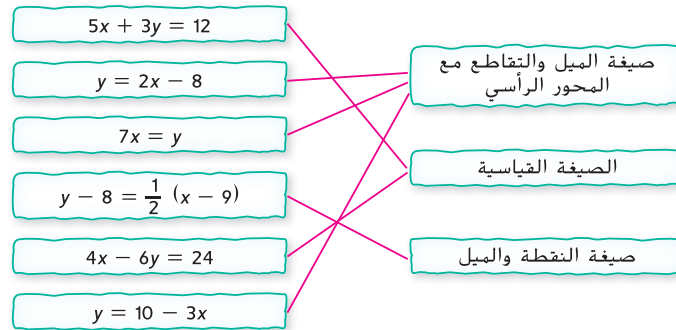 5x + 3y = 12
y = 2x − 8
7x = y
y − 8 = 1/2 (x − 9)
4x − 6y = 24
y = 10 − 3x
صيغة الميل والتقاطع مع
المحور الرأسي
الصيغة القياسية
صيغة النقطة والميل